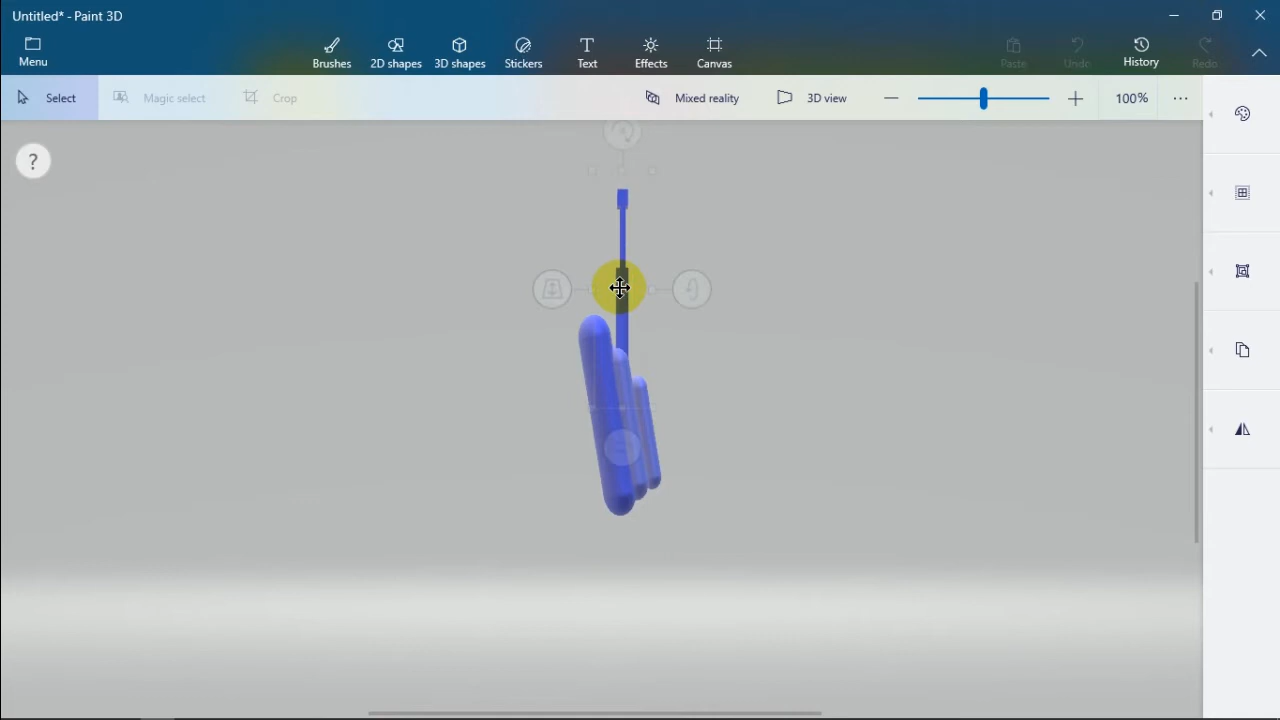 Untitled* - Paint 3D
Menu
Brushes
2D shapes
3D shapes
Stickers
Text
Effects
Canvas
Paste
Undo
History
Redo
Select
Magic select
Crop
Mixed reality
3D view
100%
?